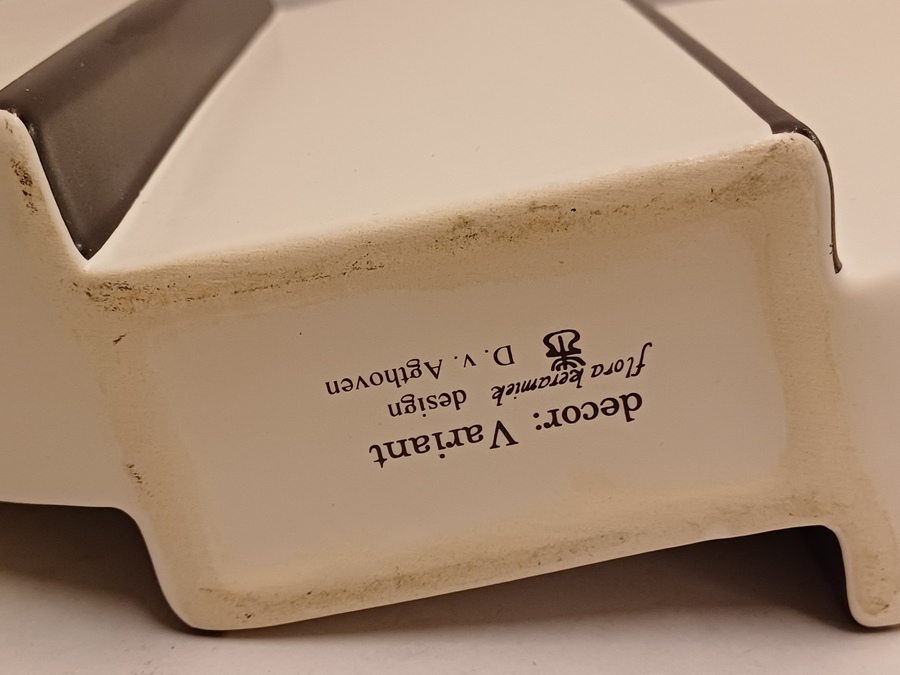 decor: Variant
flora keramiek design
D. v. Agthoven